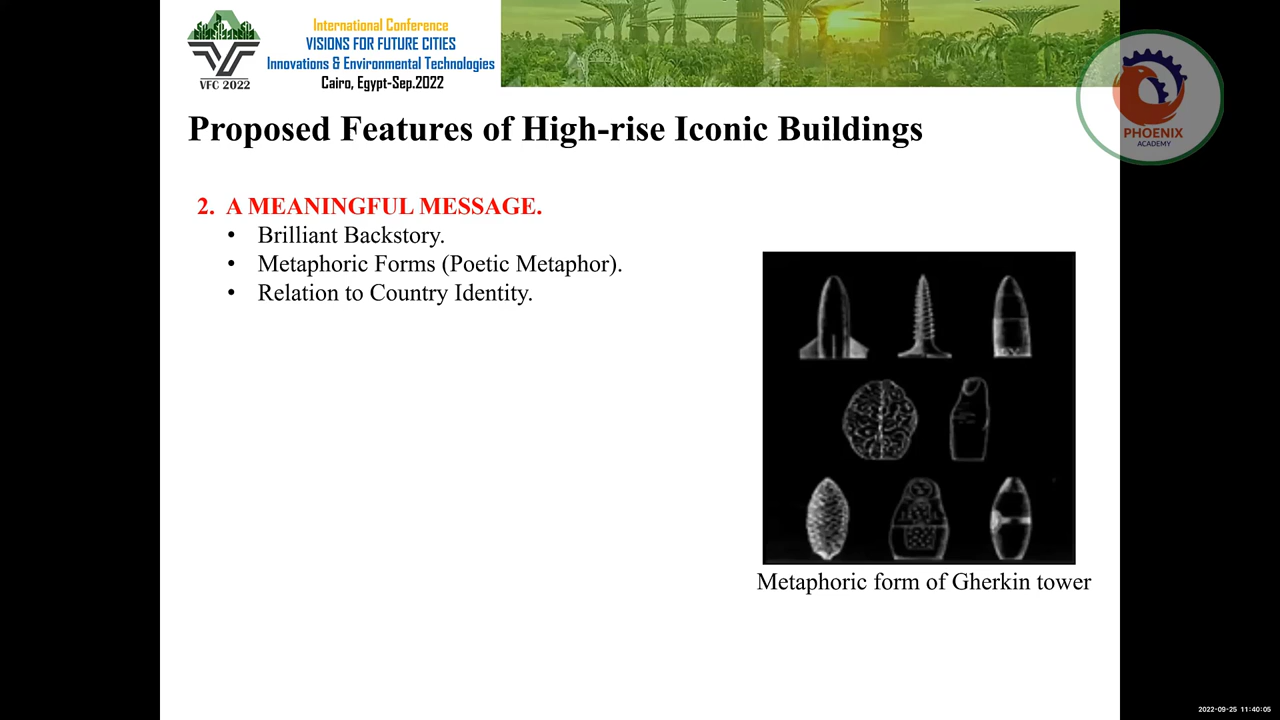 International Conference
VISIONS FOR FUTURE CITIES
Innovations & Environmental Technologies
Cairo, Egypt-Sep.2022
VFC 2022
PHOENIX
ACADEMY
Proposed Features of High-rise Iconic Buildings
2. A MEANINGFUL MESSAGE.
• Brilliant Backstory.
• Metaphoric Forms (Poetic Metaphor).
• Relation to Country Identity.
Metaphoric form of Gherkin tower
2022-09-25 11:40:05